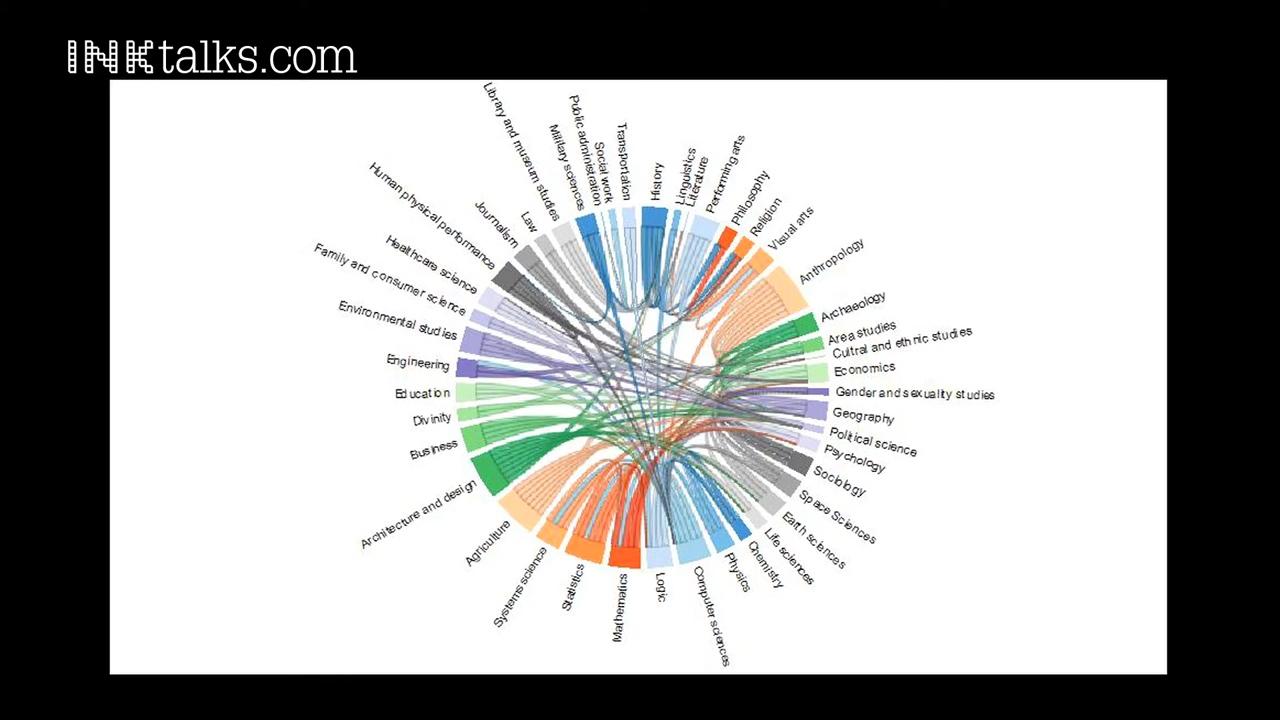 INKtalks.com
History
Linguistics
Literature
Performing arts
Philosophy
Religion
Visual arts
Anthropology
Archaeology
Area studies
Cultral and ethnic studies
Economics
Gender and sexuality studies
Geography
Political science
Psychology
Sociology
Space Sciences
Earth sciences
Life sciences
Chemistry
Physics
Computer sciences
Logic
Mathematics
Statistics
Systems science
Agriculture
Architecture and design
Business
Divinity
Education
Engineering
Environmental studies
Family and consumer science
Healthcare science
Human physical performance
Journalism
Law
Library and museum studies
Military sciences
Public administration
Social work
Transportation